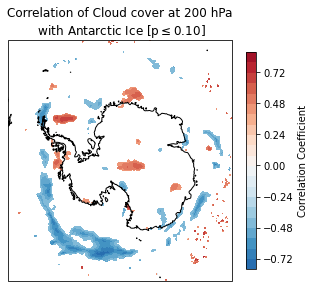 Correlation of Cloud cover at 200 hPa
with Antarctic Ice [p ≤ 0.10]
0.72
0.48
0.24
0.00
−0.24
−0.48
−0.72
Correlation Coefficient